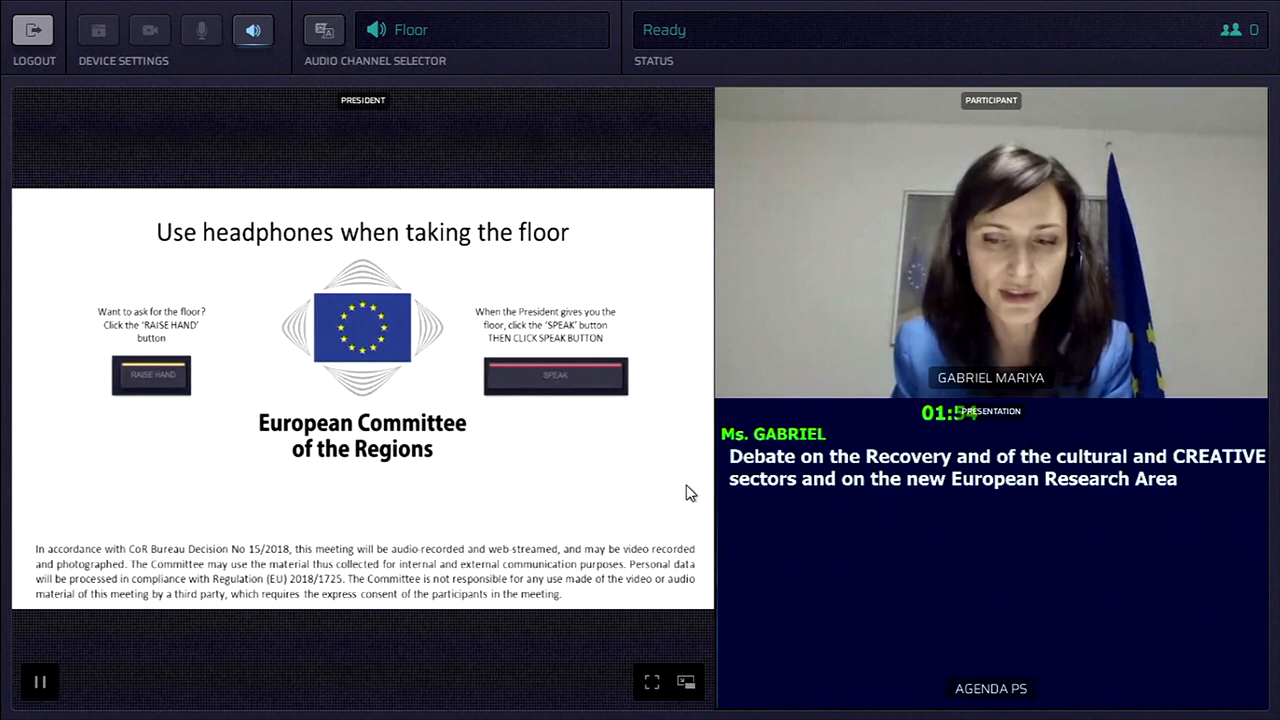 LOGOUT
DEVICE SETTINGS
Floor
AUDIO CHANNEL SELECTOR
Ready
0
STATUS
PRESIDENT
Use headphones when taking the floor
Want to ask for the floor?
Click the ‘RAISE HAND’
button
RAISE HAND
When the President gives you the
floor, click the ‘SPEAK’ button
THEN CLICK SPEAK BUTTON
SPEAK
European Committee
of the Regions
In accordance with CoR Bureau Decision No 15/2018, this meeting will be audio recorded and web streamed, and may be video recorded
and photographed. The Committee may use the material thus collected for internal and external communication purposes. Personal data
will be processed in compliance with Regulation (EU) 2018/1725. The Committee is not responsible for any use made of the video or audio
material of this meeting by a third party, which requires the express consent of the participants in the meeting.
PARTICIPANT
GABRIEL MARIYA
01:54
PRESENTATION
Ms. GABRIEL
Debate on the Recovery and of the cultural and CREATIVE
sectors and on the new European Research Area
AGENDA PS